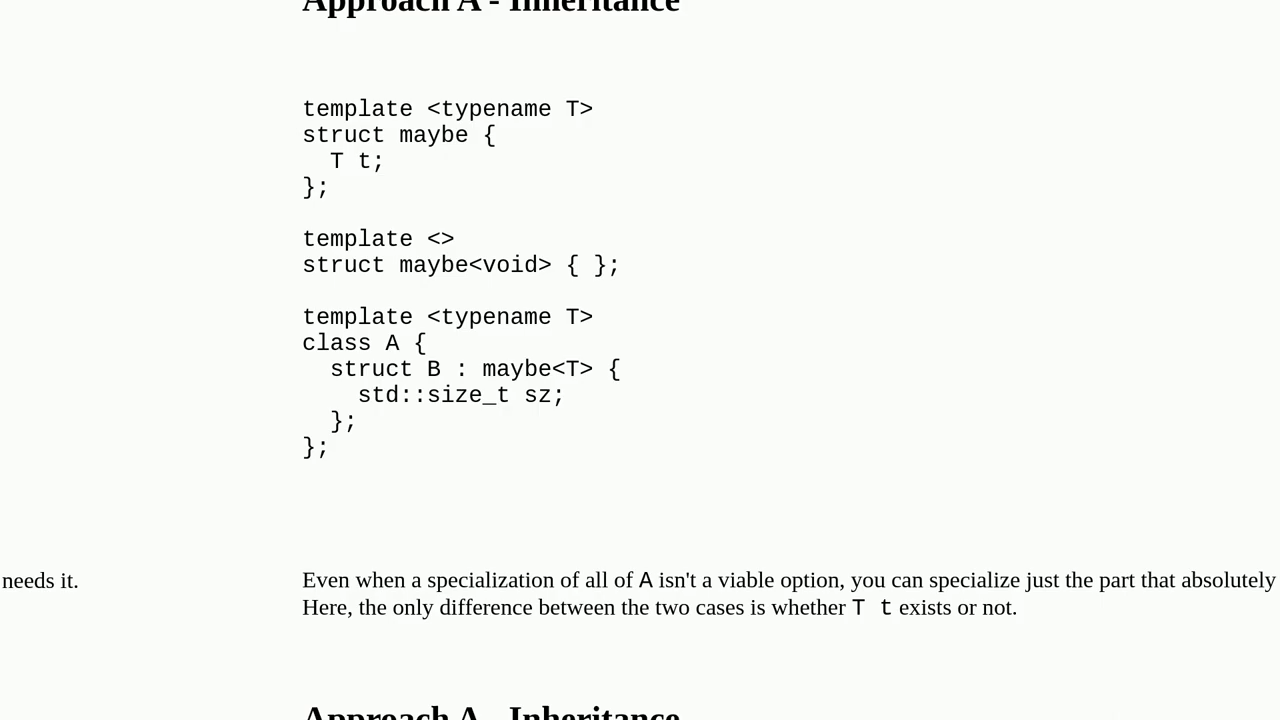 Approach A - Inheritance
template <typename T>
struct maybe {
  T t;
};
template <>
struct maybe<void> { };
template <typename T>
class A {
  struct B : maybe<T> {
    std::size_t sz;
  };
};
needs it.
Even when a specialization of all of A isn't a viable option, you can specialize just the part that absolutely
Here, the only difference between the two cases is whether T t exists or not.
Approach A - Inheritance